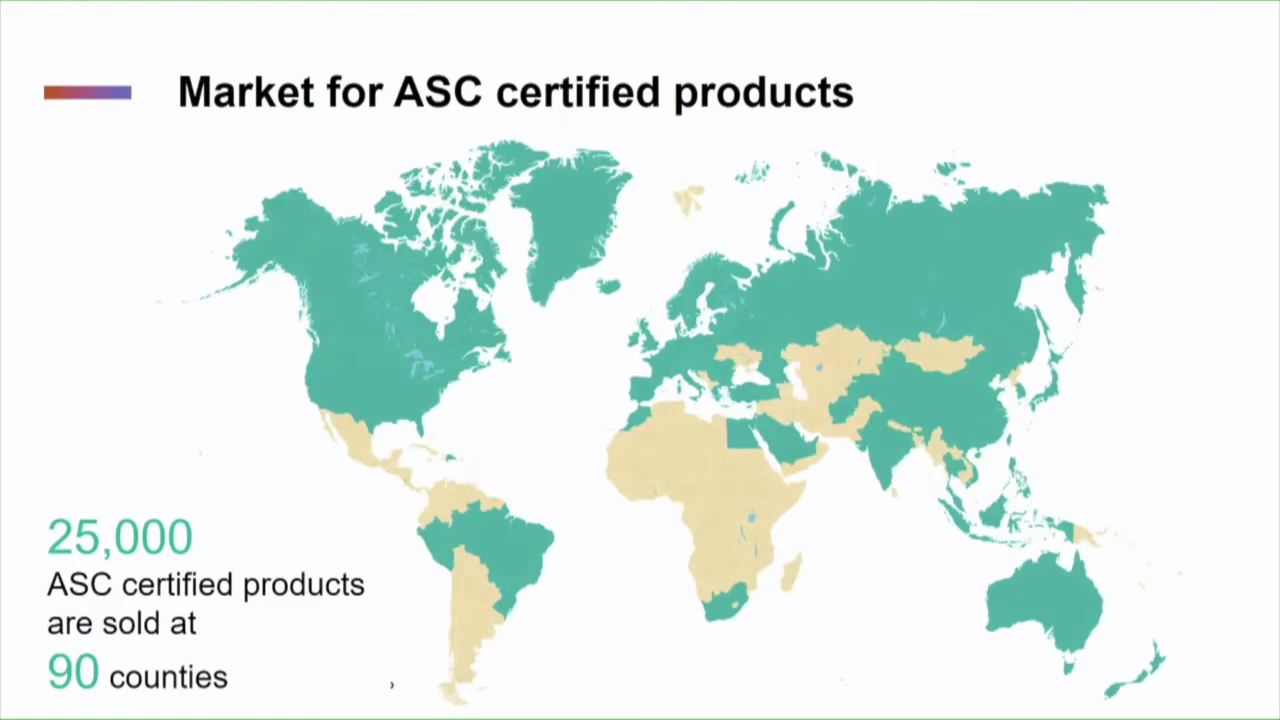 Market for ASC certified products
25,000
ASC certified products
are sold at
90 counties